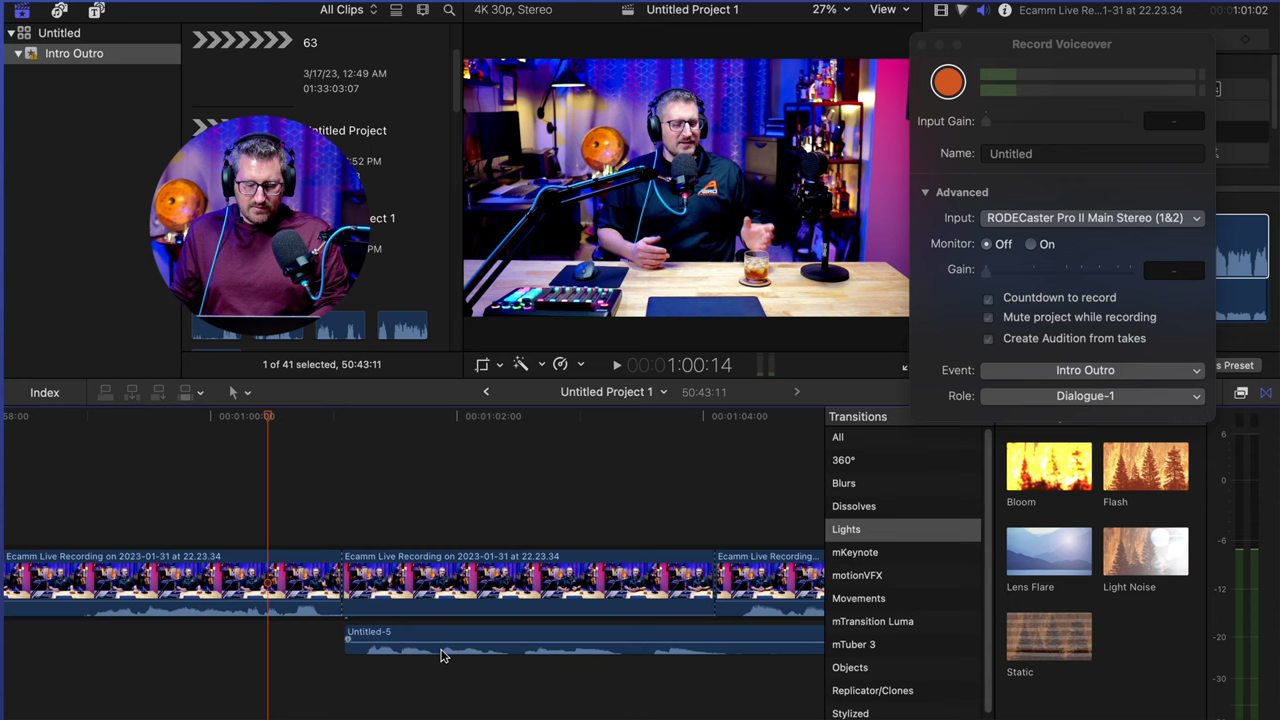 All Clips
4K 30p, Stereo
Untitled Project 1
27%
View
Ecamm Live Re...1-31 at 22.23.34
00:01:01:02
Untitled
Intro Outro
63
3/17/23, 12:49 AM
01:33:03:07
Untitled Project
:52 PM
ect 1
PM
1 of 41 selected, 50:43:11
Record Voiceover
Input Gain:
-
Name: Untitled
Advanced
Input: RODECaster Pro II Main Stereo (1&2)
Monitor: Off On
Gain:
-
Countdown to record
Mute project while recording
Create Audition from takes
Event: Intro Outro
Role: Dialogue-1
s Preset
00:00:01:00:14
Index
Untitled Project 1
50:43:11
58:00
00:01:00:00
00:01:02:00
00:01:04:00
Ecamm Live Recording on 2023-01-31 at 22.23.34
Ecamm Live Recording on 2023-01-31 at 22.23.34
Ecamm Live Recording...
Untitled-5
Transitions
All
360°
Blurs
Dissolves
Lights
mKeynote
motionVFX
Movements
mTransition Luma
mTuber 3
Objects
Replicator/Clones
Stylized
Bloom
Flash
Lens Flare
Light Noise
Static
6
0
-6
-12
-20
-30